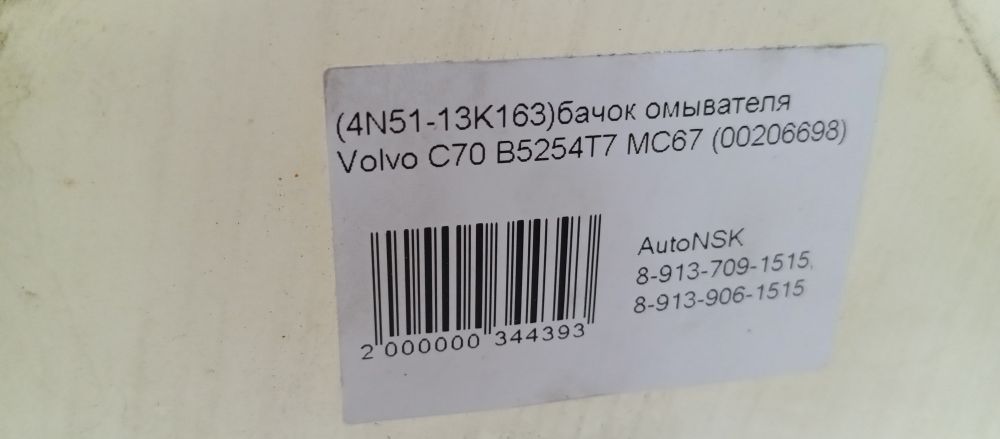 (4N51-13K163)бачок омывателя
Volvo C70 B5254T7 MC67 (00206698)
AutoNSK
8-913-709-1515,
8-913-906-1515
2 000000 344393